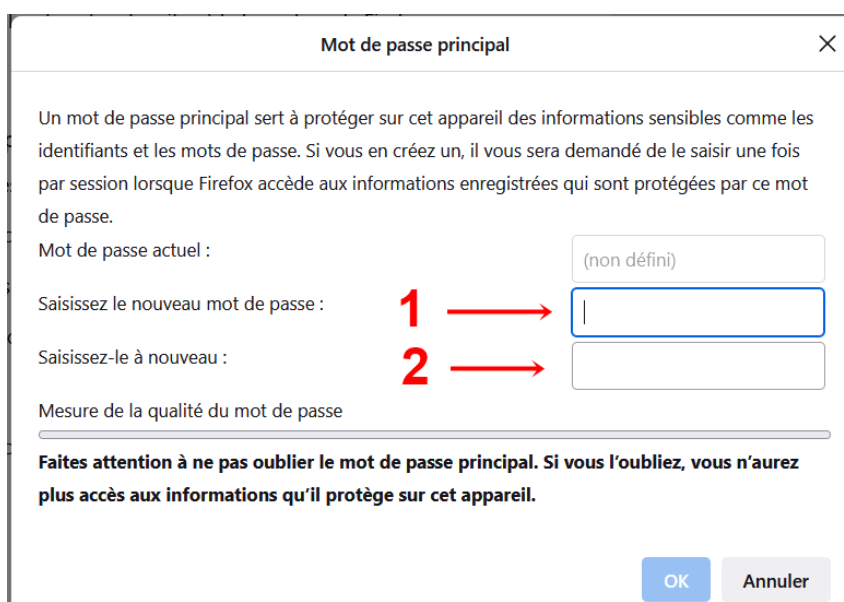 Mot de passe principal
Un mot de passe principal sert à protéger sur cet appareil des informations sensibles comme les
identifiants et les mots de passe. Si vous en créez un, il vous sera demandé de le saisir une fois
par session lorsque Firefox accède aux informations enregistrées qui sont protégées par ce mot
de passe.
Mot de passe actuel :
(non défini)
Saisissez le nouveau mot de passe :
1
Saisissez-le à nouveau :
2
Mesure de la qualité du mot de passe
Faites attention à ne pas oublier le mot de passe principal. Si vous l’oubliez, vous n’aurez
plus accès aux informations qu’il protège sur cet appareil.
OK
Annuler